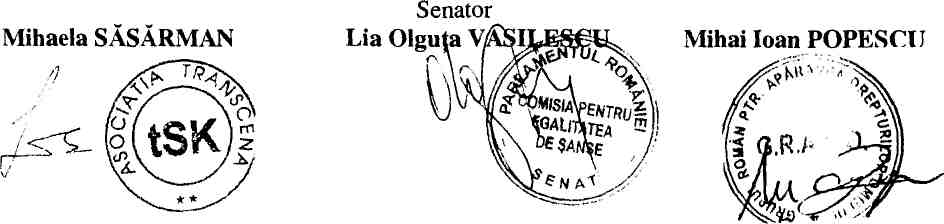 Senator
Mihaela SĂSĂRMAN Lia Olguța VASILESCU Mihai Ioan POPESCU
ASOCIATIA TRANSCENA
tSK
PARLAMENTUL ROMÂNIEI
COMISIA PENTRU
EGALITATEA
DE ȘANSE
SENAT
ROMÂN PTR. APĂRAREA DREPTURILOR